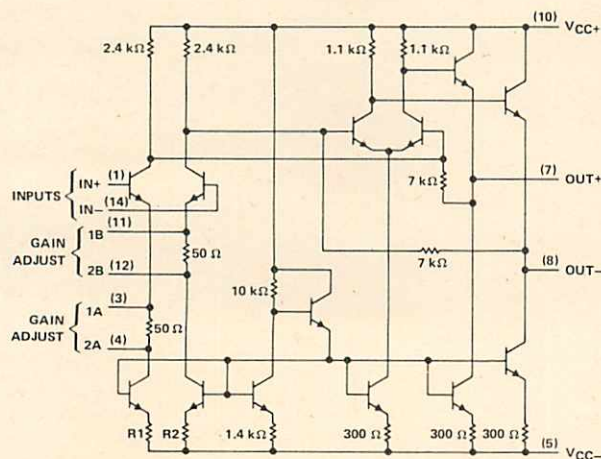 (10) VCC+
2.4 kΩ 2.4 kΩ 1.1 kΩ 1.1 kΩ
INPUTS
IN+ (1)
IN− (14)
7 kΩ
(7) OUT+
GAIN ADJUST
1B (11)
2B (12)
50 Ω
7 kΩ
(8) OUT−
GAIN ADJUST
1A (3)
2A (4)
50 Ω
10 kΩ
R1 R2 1.4 kΩ 300 Ω 300 Ω 300 Ω
(5) VCC−